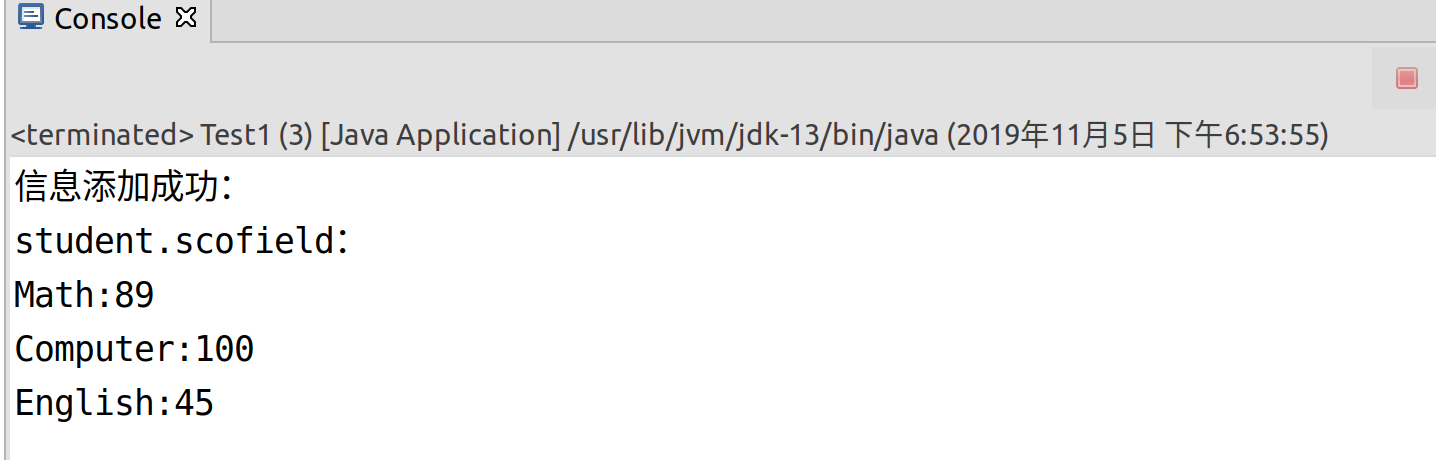 Console
<terminated> Test1 (3) [Java Application] /usr/lib/jvm/jdk-13/bin/java (2019年11月5日 下午6:53:55)
信息添加成功：
student.scofield：
Math:89
Computer:100
English:45